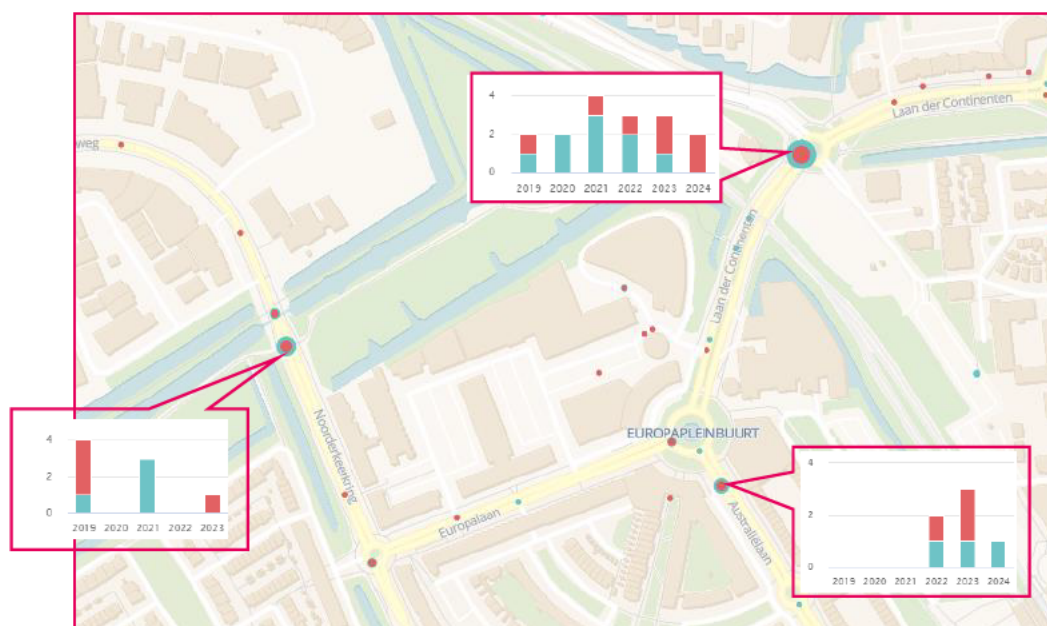 Laan der Continenten
weg
4
2
0
2019 2020 2021 2022 2023 2024
Laan der Continenten
Noorderkeerring
EUROPAPLEINBUURT
Europalaan
Australiëlaan
4
2
0
2019 2020 2021 2022 2023
4
2
0
2019 2020 2021 2022 2023 2024